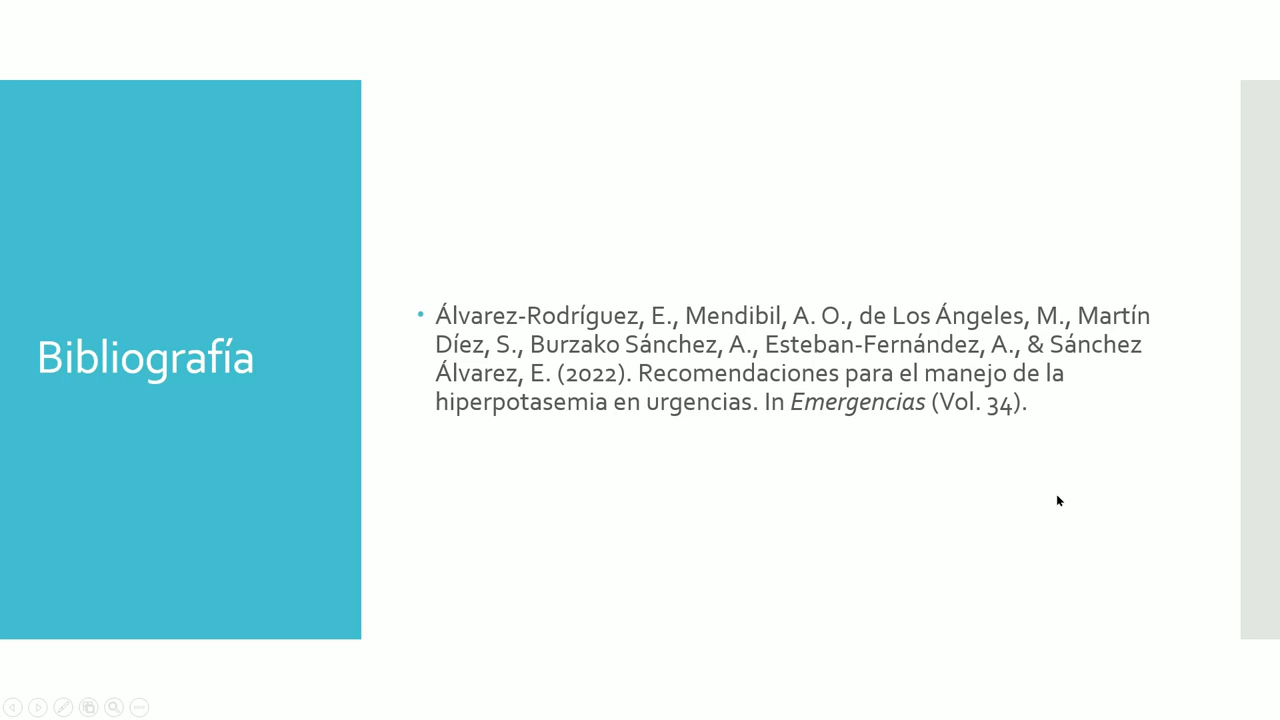 Bibliografía
• Álvarez-Rodríguez, E., Mendibil, A. O., de Los Ángeles, M., Martín
Díez, S., Burzako Sánchez, A., Esteban-Fernández, A., & Sánchez
Álvarez, E. (2022). Recomendaciones para el manejo de la
hiperpotasemia en urgencias. In Emergencias (Vol. 34).